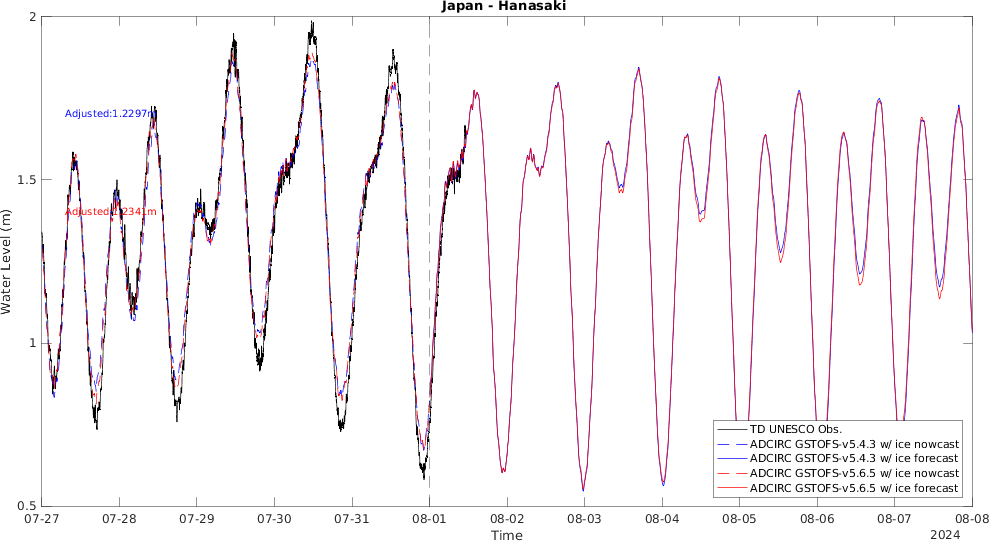 Japan - Hanasaki
2
1.5
1
0.5
Water Level (m)
Adjusted:1.2297m
Adjusted:1.2341m
TD UNESCO Obs.
ADCIRC GSTOFS-v5.4.3 w/ ice nowcast
ADCIRC GSTOFS-v5.4.3 w/ ice forecast
ADCIRC GSTOFS-v5.6.5 w/ ice nowcast
ADCIRC GSTOFS-v5.6.5 w/ ice forecast
07-27 07-28 07-29 07-30 07-31 08-01 08-02 08-03 08-04 08-05 08-06 08-07 08-08
Time
2024